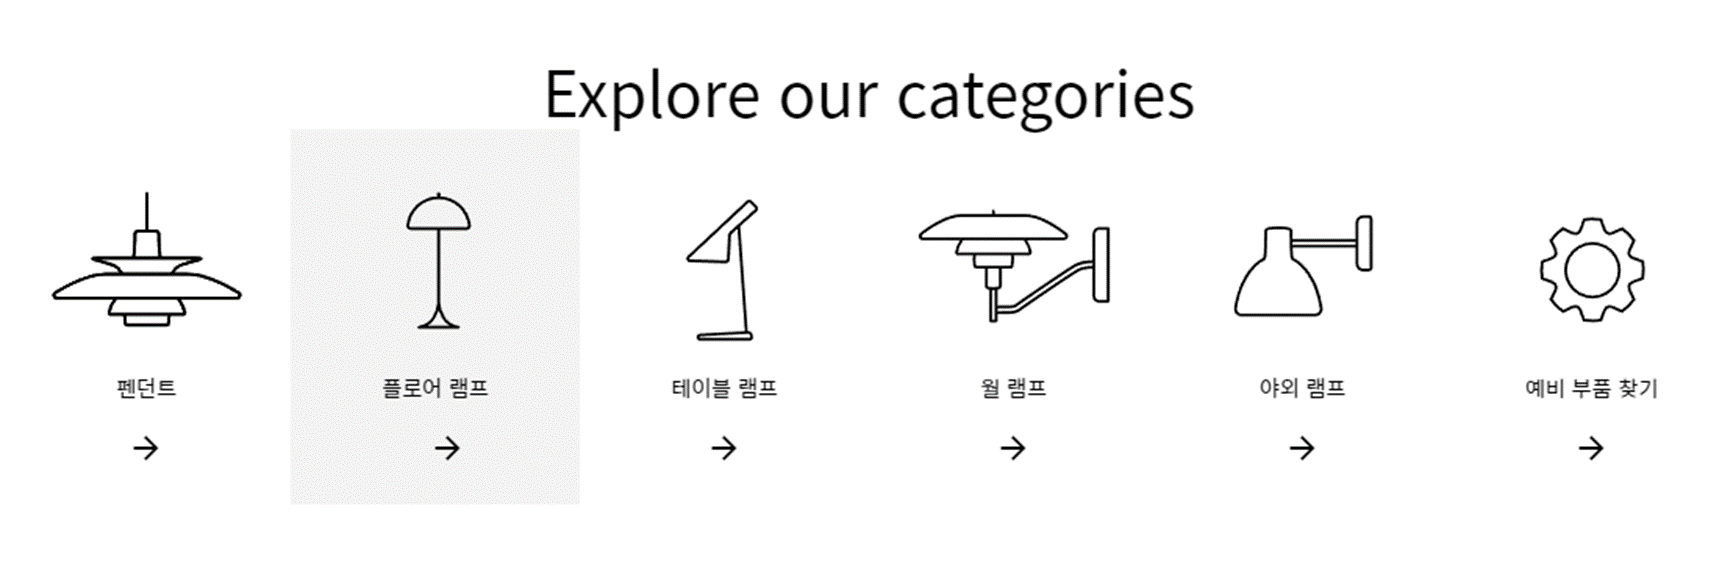 Explore our categories
펜던트
플로어 램프
테이블 램프
월 램프
야외 램프
예비 부품 찾기